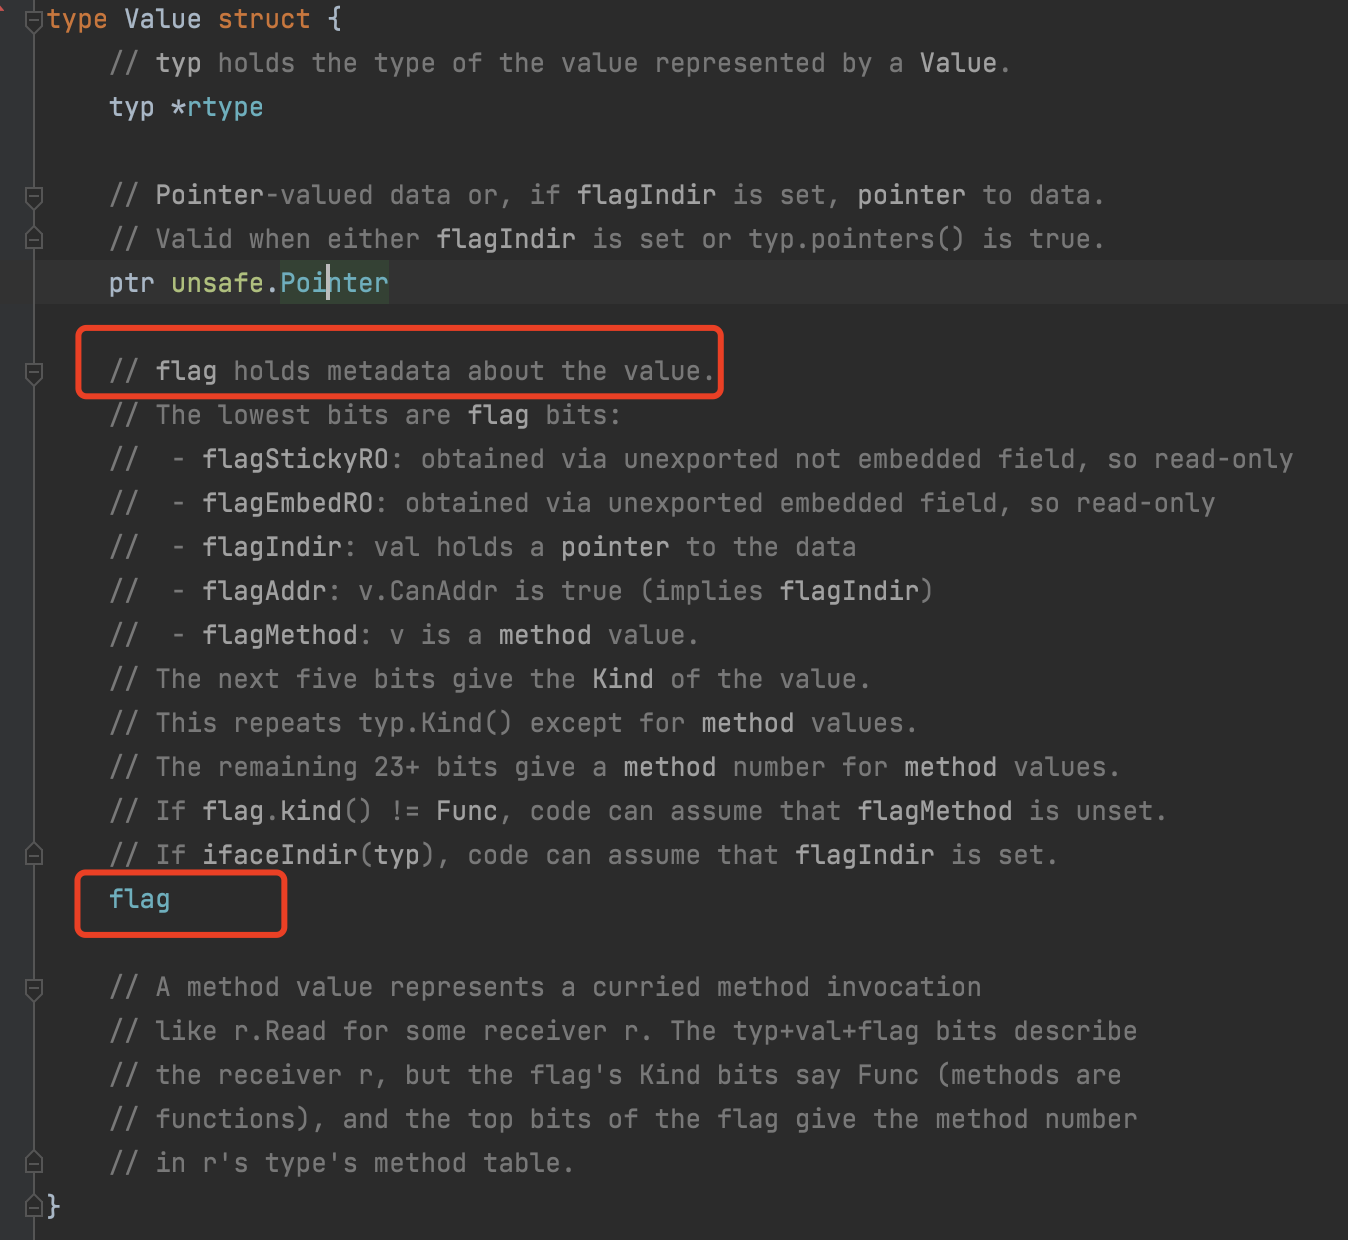 type Value struct {
// typ holds the type of the value represented by a Value.
typ *rtype
// Pointer-valued data or, if flagIndir is set, pointer to data.
// Valid when either flagIndir is set or typ.pointers() is true.
ptr unsafe.Pointer
// flag holds metadata about the value.
// The lowest bits are flag bits:
//  - flagStickyRO: obtained via unexported not embedded field, so read-only
//  - flagEmbedRO: obtained via unexported embedded field, so read-only
//  - flagIndir: val holds a pointer to the data
//  - flagAddr: v.CanAddr is true (implies flagIndir)
//  - flagMethod: v is a method value.
// The next five bits give the Kind of the value.
// This repeats typ.Kind() except for method values.
// The remaining 23+ bits give a method number for method values.
// If flag.kind() != Func, code can assume that flagMethod is unset.
// If ifaceIndir(typ), code can assume that flagIndir is set.
flag
// A method value represents a curried method invocation
// like r.Read for some receiver r. The typ+val+flag bits describe
// the receiver r, but the flag's Kind bits say Func (methods are
// functions), and the top bits of the flag give the method number
// in r's type's method table.
}